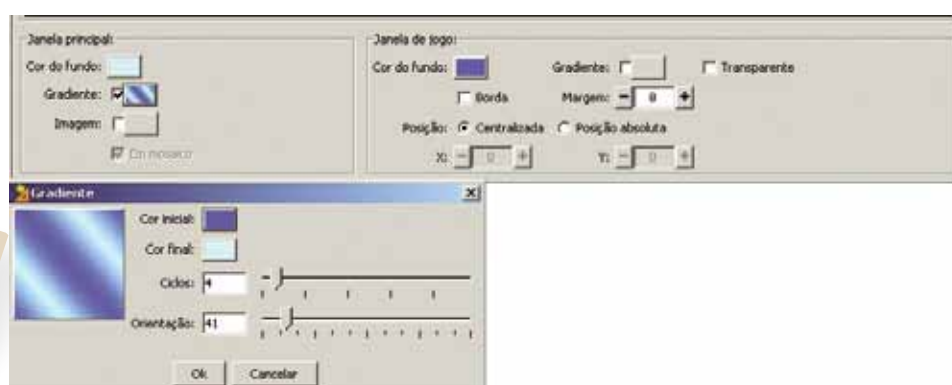 Janela principal:
Cor do fundo:
Gradiente:
Imagem:
Em mosaico
Janela de jogo:
Cor do fundo: Gradiente: Transparente
Borda Margem: 0
Posição: Centralizada Posição absoluta
X: 0 Y: 0
Gradiente
Cor inicial:
Cor final:
Ciclos: 4
Orientação: 41
Ok Cancelar